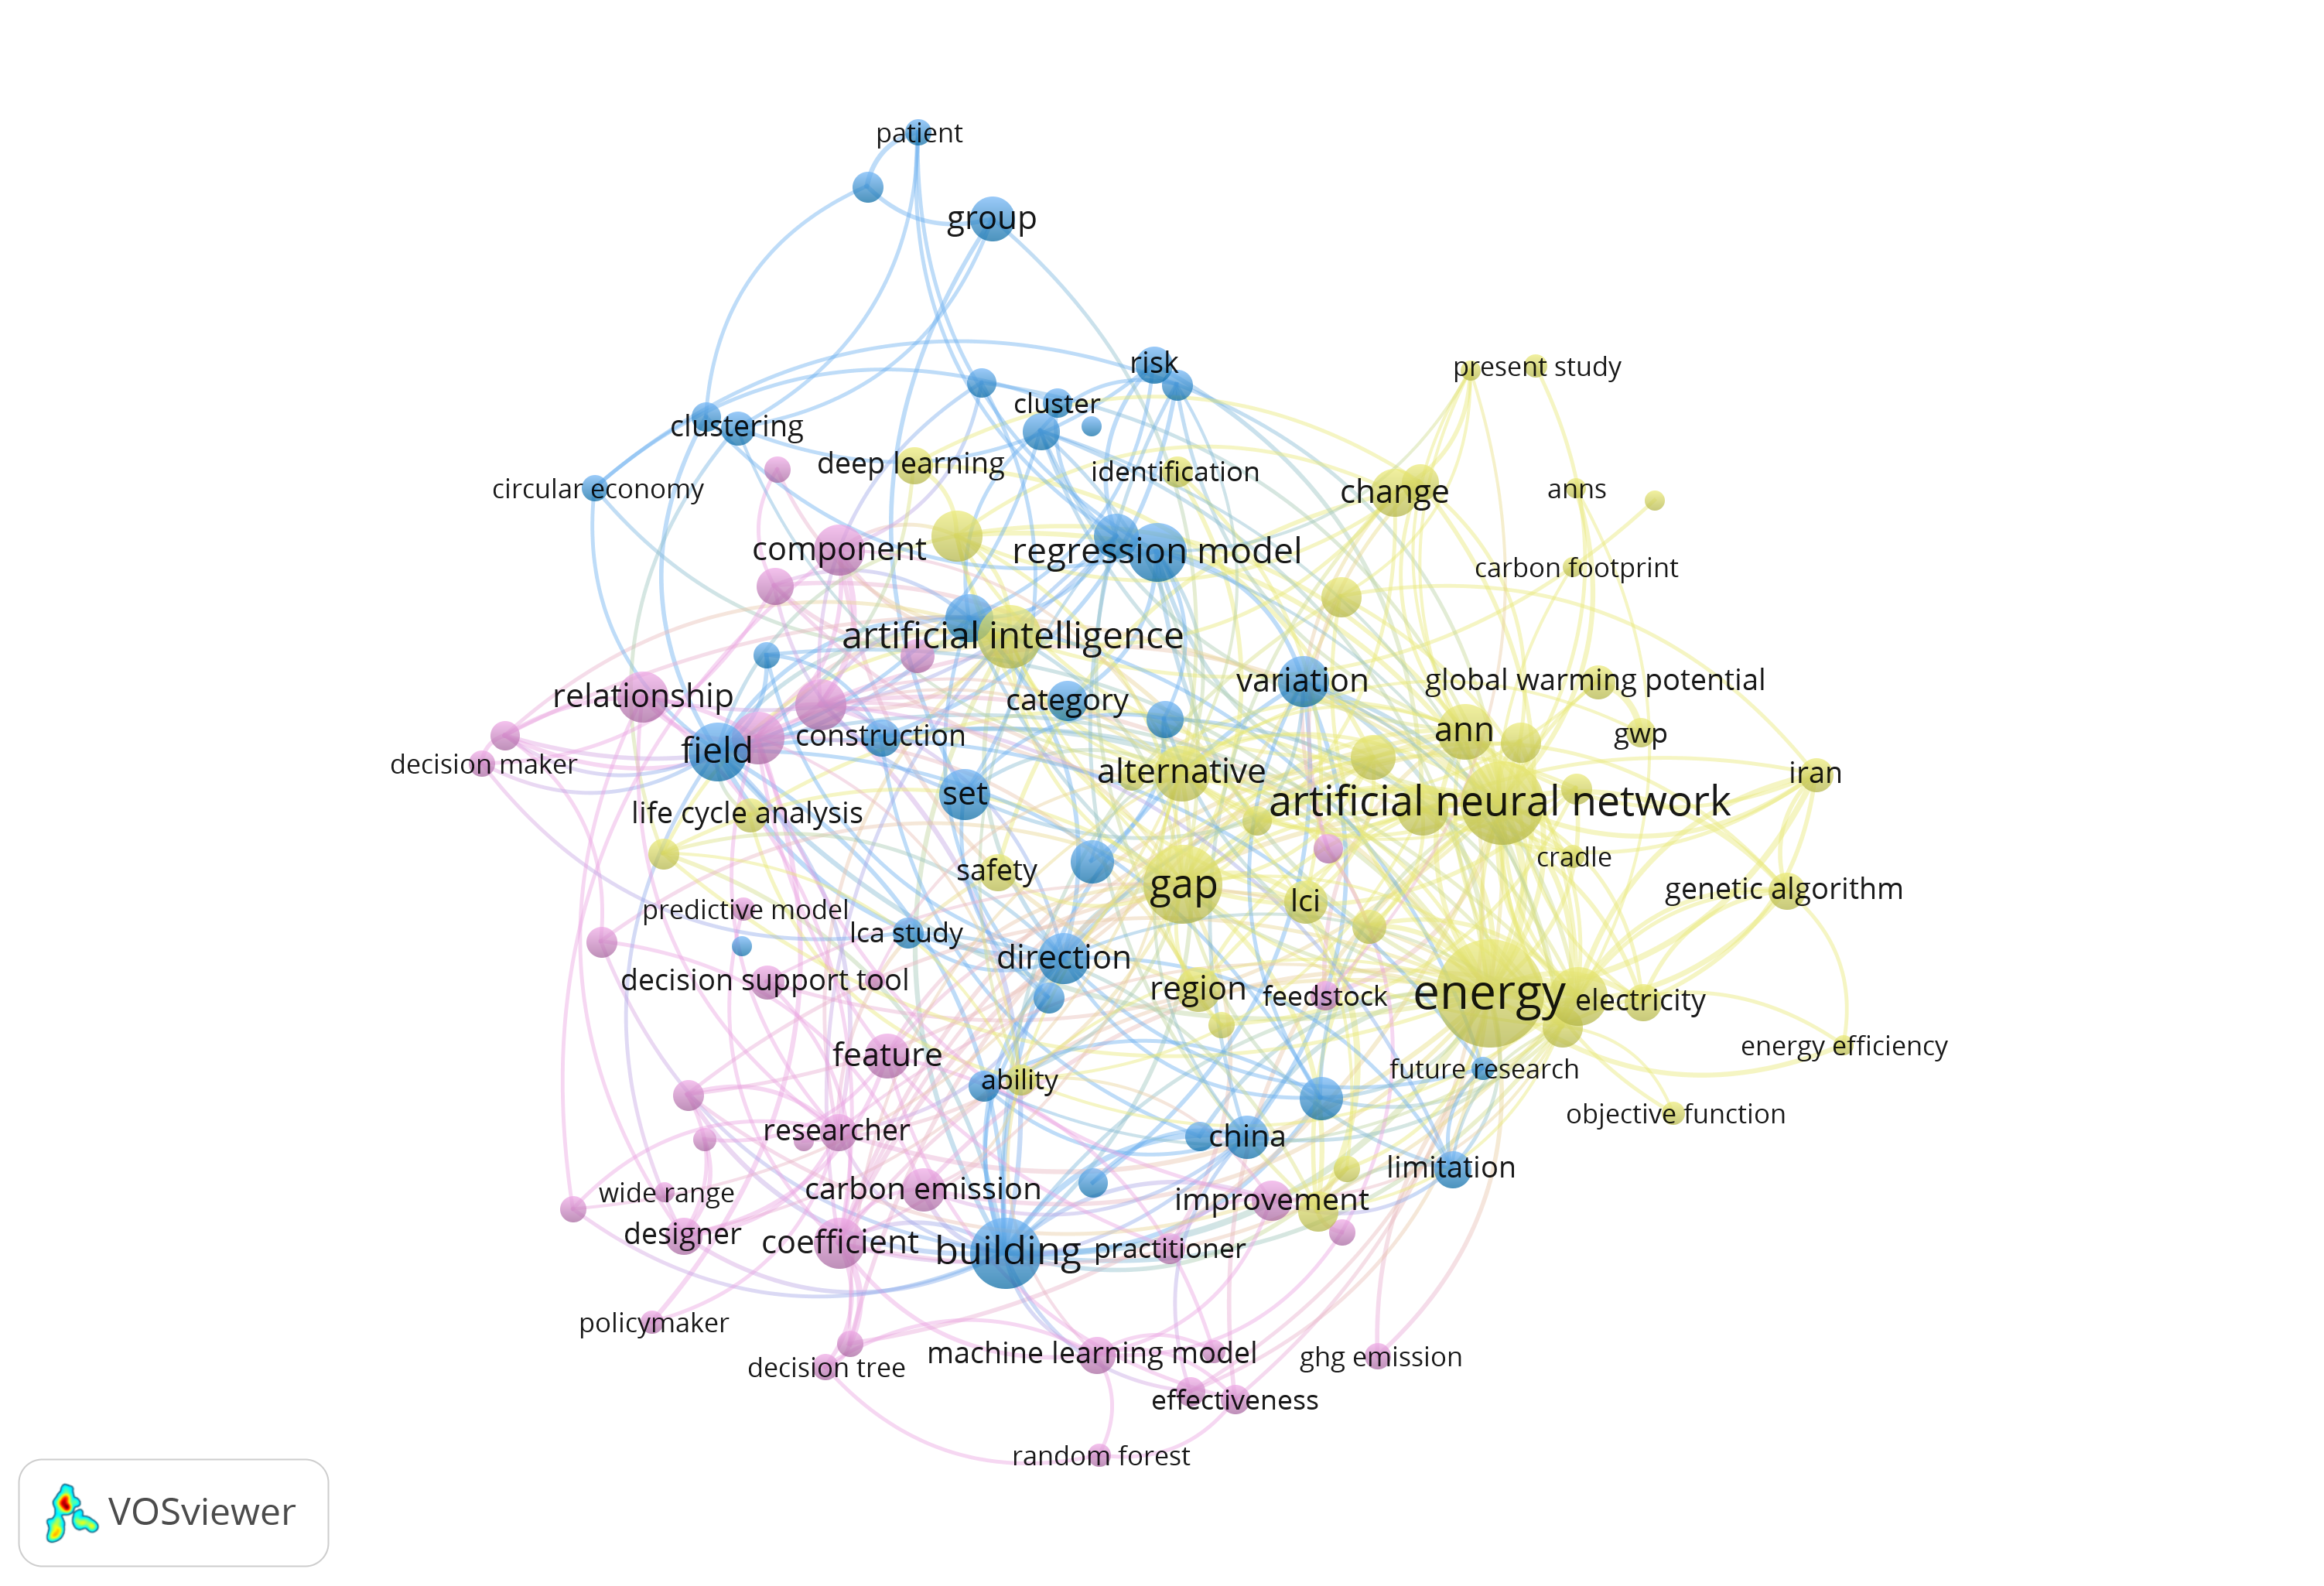 patient
group
risk
present study
cluster
clustering
deep learning
identification
circular economy
change
anns
component
regression model
carbon footprint
artificial intelligence
relationship
category
variation
global warming potential
field
construction
ann
gwp
decision maker
alternative
iran
set
artificial neural network
life cycle analysis
safety
gap
cradle
predictive model
lci
genetic algorithm
lca study
direction
decision support tool
region
feedstock
energy
electricity
feature
ability
future research
energy efficiency
researcher
china
objective function
wide range
carbon emission
improvement
limitation
designer
coefficient
building
practitioner
policymaker
decision tree
machine learning model
ghg emission
effectiveness
random forest
VOSviewer